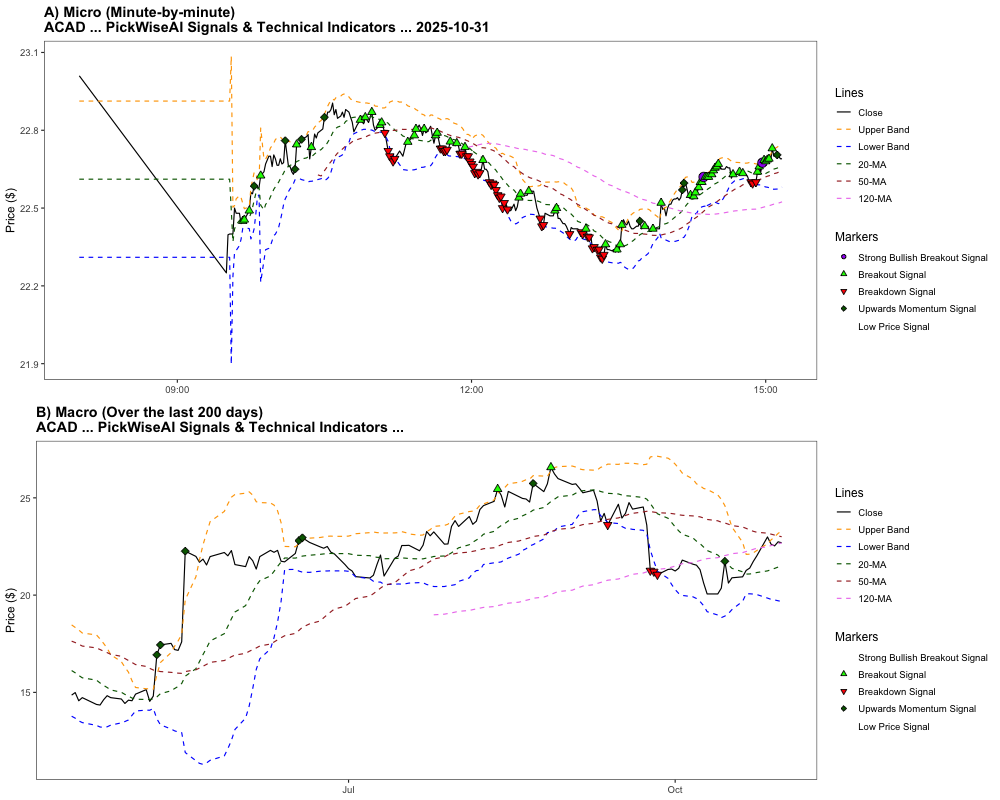 A) Micro (Minute-by-minute)
ACAD ... PickWiseAI Signals & Technical Indicators ... 2025-10-31
Price ($)
23.1
22.8
22.5
22.2
21.9
09:00
12:00
15:00
Lines
Close
Upper Band
Lower Band
20-MA
50-MA
120-MA
Markers
Strong Bullish Breakout Signal
Breakout Signal
Breakdown Signal
Upwards Momentum Signal
Low Price Signal
B) Macro (Over the last 200 days)
ACAD ... PickWiseAI Signals & Technical Indicators ...
Price ($)
25
20
15
Jul
Oct
Lines
Close
Upper Band
Lower Band
20-MA
50-MA
120-MA
Markers
Strong Bullish Breakout Signal
Breakout Signal
Breakdown Signal
Upwards Momentum Signal
Low Price Signal